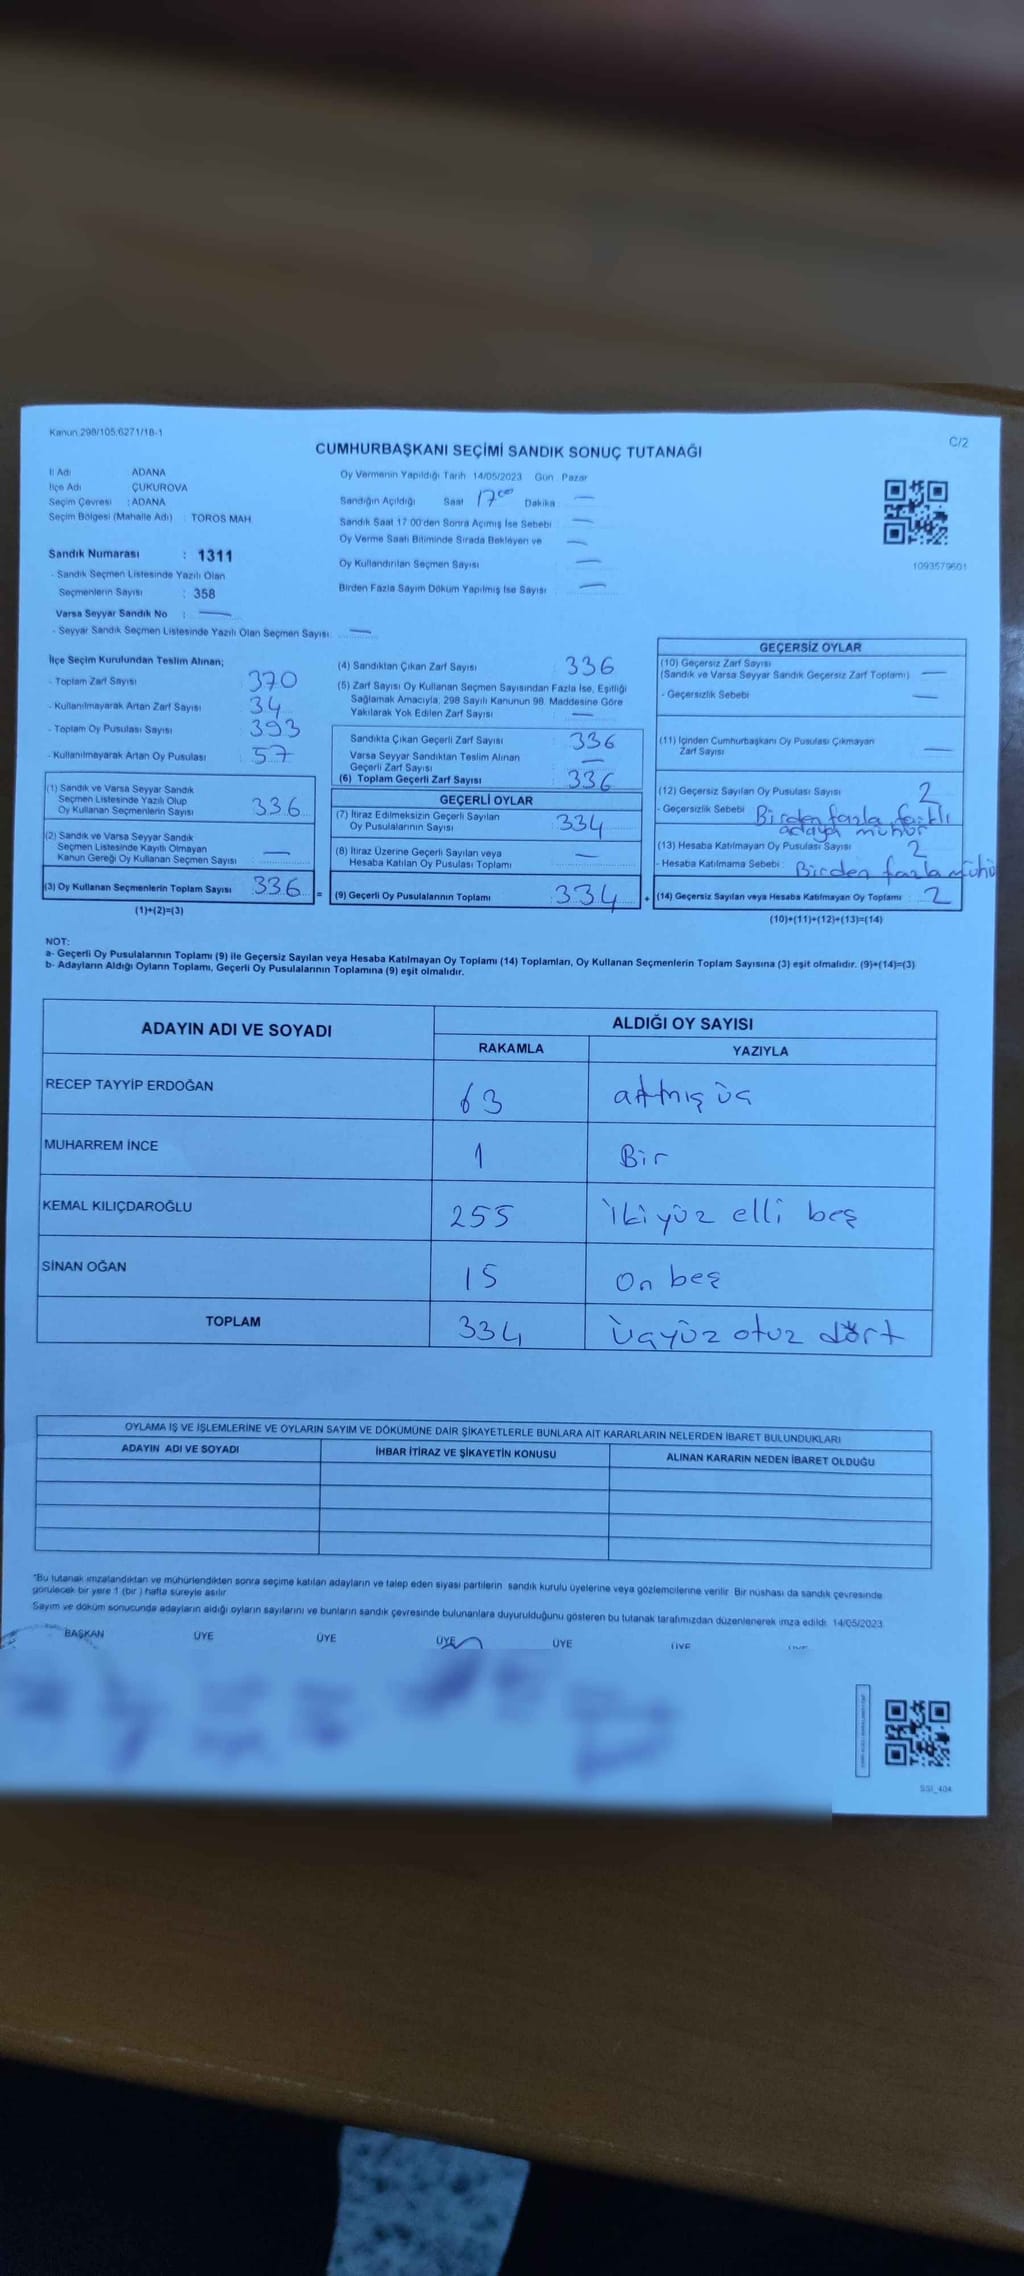 Kanun 298/105,6271/18-1
C/2
CUMHURBAŞKANI SEÇİMİ SANDIK SONUÇ TUTANAĞI
İl Adı ADANA
İlçe Adı ÇUKUROVA
Seçim Çevresi : ADANA
Seçim Bölgesi (Mahalle Adı) : TOROS MAH.
Sandık Numarası : 1311
- Sandık Seçmen Listesinde Yazılı Olan
Seçmenlerin Sayısı : 358
Varsa Seyyar Sandık No : —
- Seyyar Sandık Seçmen Listesinde Yazılı Olan Seçmen Sayısı: —
Oy Vermenin Yapıldığı Tarih 14/05/2023 Gün Pazar
Sandığın Açıldığı Saat 17:00 Dakika —
Sandık Saat 17:00'den Sonra Açımış İse Sebebi —
Oy Verme Saati Bitiminde Sırada Bekleyen ve —
Oy Kullandırılan Seçmen Sayısı —
Birden Fazla Sayım Döküm Yapılmış İse Sayısı —
1093579601
İlçe Seçim Kurulundan Teslim Alınan;
- Toplam Zarf Sayısı 370
- Kullanılmayarak Artan Zarf Sayısı 34
- Toplam Oy Pusulası Sayısı 393
- Kullanılmayarak Artan Oy Pusulası 57
(1) Sandık ve Varsa Seyyar Sandık
Seçmen Listesinde Yazılı Olup
Oy Kullanan Seçmenlerin Sayısı 336
(2) Sandık ve Varsa Seyyar Sandık
Seçmen Listesinde Kayıtlı Olmayan
Kanun Gereği Oy Kullanan Seçmen Sayısı —
(3) Oy Kullanan Seçmenlerin Toplam Sayısı 336 =
(1)+(2)=(3)
(4) Sandıktan Çıkan Zarf Sayısı : 336
(5) Zarf Sayısı Oy Kullanan Seçmen Sayısından Fazla İse, Eşitliği
Sağlamak Amacıyla, 298 Sayılı Kanunun 98. Maddesine Göre
Yakılarak Yok Edilen Zarf Sayısı —
Sandıkta Çıkan Geçerli Zarf Sayısı : 336
Varsa Seyyar Sandıktan Teslim Alınan
Geçerli Zarf Sayısı —
(6) Toplam Geçerli Zarf Sayısı 336
GEÇERLİ OYLAR
(7) İtiraz Edilmeksizin Geçerli Sayılan
Oy Pusulalarının Sayısı 334
(8) İtiraz Üzerine Geçerli Sayılan veya
Hesaba Katılan Oy Pusulası Toplamı —
(9) Geçerli Oy Pusulalarının Toplamı 334 +
GEÇERSİZ OYLAR
(10) Geçersiz Zarf Sayısı
(Sandık ve Varsa Seyyar Sandık Geçersiz Zarf Toplamı) —
- Geçersizlik Sebebi —
(11) İçinden Cumhurbaşkanı Oy Pusulası Çıkmayan
Zarf Sayısı —
(12) Geçersiz Sayılan Oy Pusulası Sayısı 2
- Geçersizlik Sebebi Birden fazla farklı
adaya mühür
(13) Hesaba Katılmayan Oy Pusulası Sayısı 2
- Hesaba Katılmama Sebebi Birden fazla mühü
(14) Geçersiz Sayılan veya Hesaba Katılmayan Oy Toplamı 2
(10)+(11)+(12)+(13)=(14)
NOT:
a- Geçerli Oy Pusulalarının Toplamı (9) ile Geçersiz Sayılan veya Hesaba Katılmayan Oy Toplamı (14) Toplamları, Oy Kullanan Seçmenlerin Toplam Sayısına (3) eşit olmalıdır. (9)+(14)=(3)
b- Adayların Aldığı Oyların Toplamı, Geçerli Oy Pusulalarının Toplamına (9) eşit olmalıdır.
ADAYIN ADI VE SOYADI ALDIĞI OY SAYISI
RAKAMLA YAZIYLA
RECEP TAYYİP ERDOĞAN 63 altmış üç
MUHARREM İNCE 1 Bir
KEMAL KILIÇDAROĞLU 255 ikiyüz elli beş
SİNAN OĞAN 15 on beş
TOPLAM 334 üçyüz otuz dört
OYLAMA İŞ VE İŞLEMLERİNE VE OYLARIN SAYIM VE DÖKÜMÜNE DAİR ŞİKAYETLERLE BUNLARA AİT KARARLARIN NELERDEN İBARET BULUNDUKLARI
ADAYIN ADI VE SOYADI İHBAR İTİRAZ VE ŞİKAYETİN KONUSU ALINAN KARARIN NEDEN İBARET OLDUĞU
"Bu tutanak imzalandıktan ve mühürlendikten sonra seçime katılan adayların ve talep eden siyasi partilerin sandık kurulu üyelerine veya gözlemcilerine verilir. Bir nüshası da sandık çevresinde
görülecek bir yere 1 (bir ) hafta süreyle asılır.
Sayım ve döküm sonucunda adayların aldığı oyların sayılarını ve bunların sandık çevresinde bulunanlara duyurulduğunu gösteren bu tutanak tarafımızdan düzenlenerek imza edildi. 14/05/2023
BAŞKAN ÜYE ÜYE ÜYE ÜYE ÜYE ÜYE
SSI_404